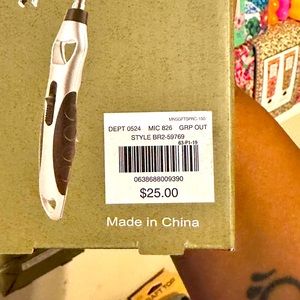 MNSGFTSPRC-150
DEPT 0524 MIC 826 GRP OUT
STYLE BR2-59769
63-P1-15
0638688009390
$25.00
Made in China